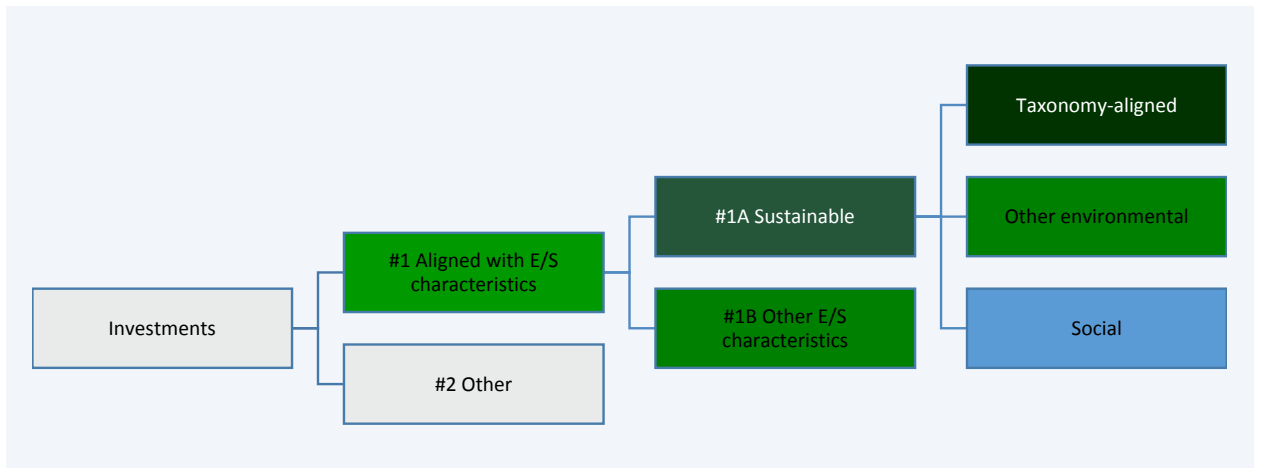 Investments
#1 Aligned with E/S
characteristics
#2 Other
#1A Sustainable
#1B Other E/S
characteristics
Taxonomy-aligned
Other environmental
Social